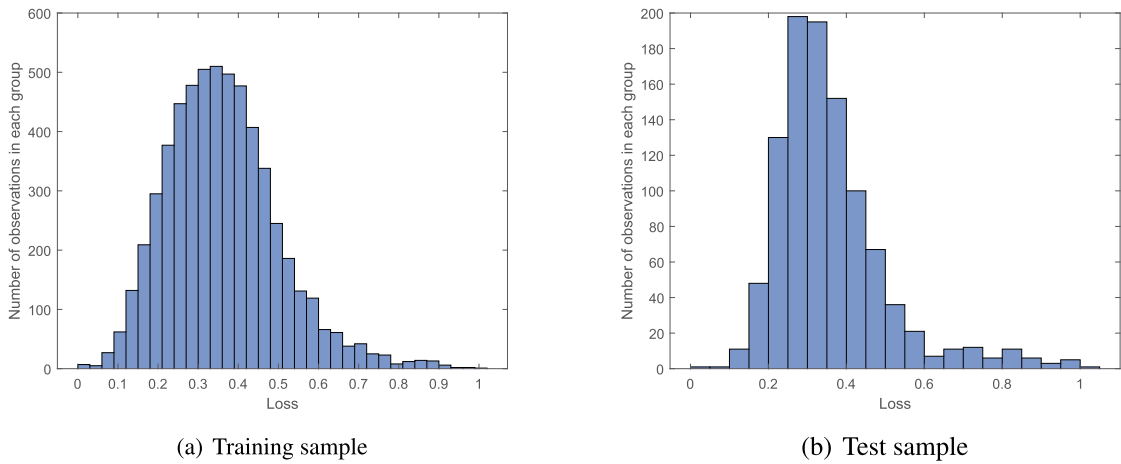 600
500
400
300
200
100
0
Number of observations in each group
0 0.1 0.2 0.3 0.4 0.5 0.6 0.7 0.8 0.9 1
Loss
(a) Training sample
200
180
160
140
120
100
80
60
40
20
0
Number of observations in each group
0 0.2 0.4 0.6 0.8 1
Loss
(b) Test sample